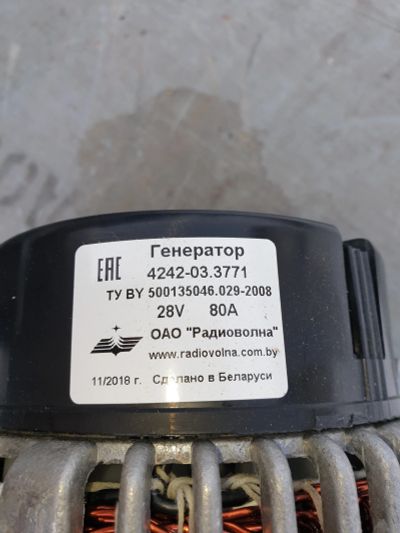 Генератор
EAC
4242-03.3771
ТУ BY 500135046.029-2008
28V 80A
ОАО "Радиоволна"
www.radiovolna.com.by
11/2018 г. Сделано в Беларуси